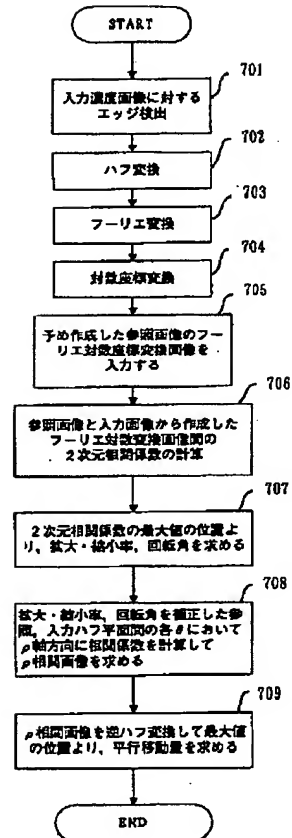 START
701
入力濃度画像に対する
エッジ検出
702
ハフ変換
703
フーリエ変換
704
対数座標変換
705
予め作成した参照画像のフー
リエ対数座標変換画像を
入力する
706
参照画像と入力画像から作成した
フーリエ対数変換画像間の
2次元相関係数の計算
707
2次元相関係数の最大値の位置よ
り,拡大・縮小率,回転角を求める
708
拡大・縮小率,回転角を補正した参
照,入力ハフ平面間の各θにおいて
ρ軸方向に相関係数を計算して
ρ相関画像を求める
709
ρ相関画像を逆ハフ変換して最大値
の位置より,平行移動量を求める
END